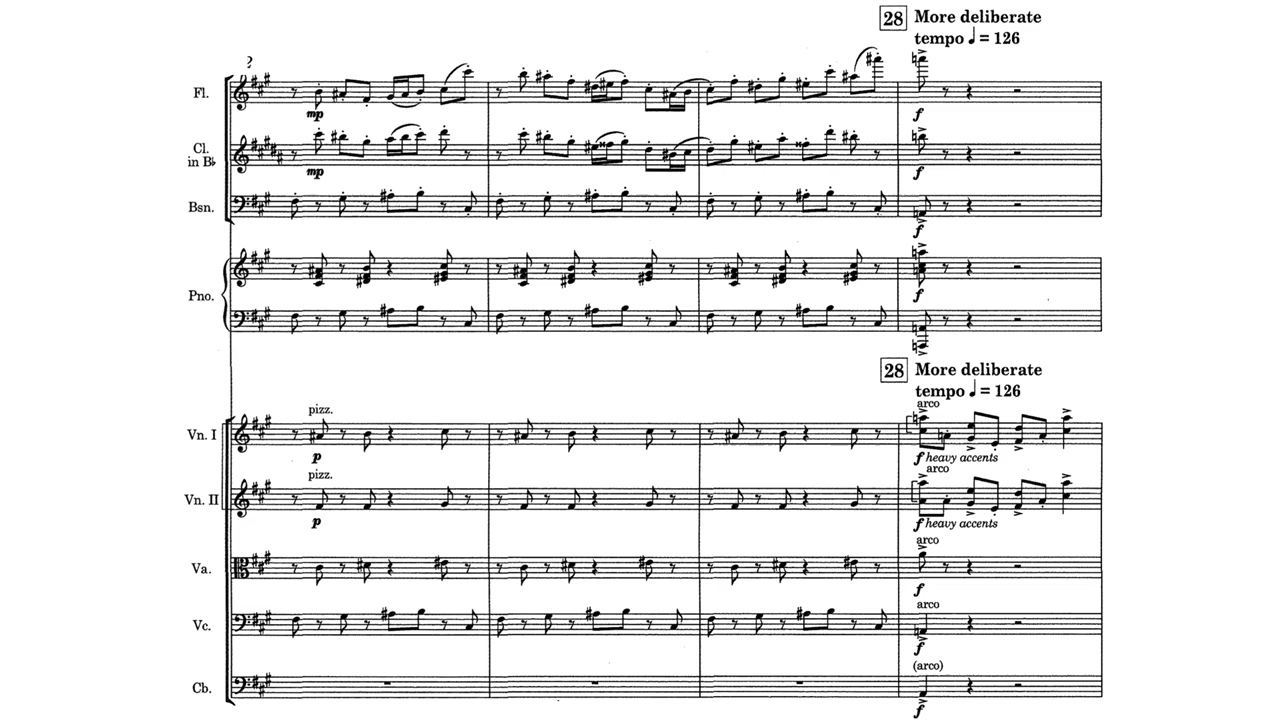 28 More deliberate
tempo ♩ = 126
?
Fl.
mp
f
Cl.
in B♭
mp
f
Bsn.
f
Pno.
f
28 More deliberate
tempo ♩ = 126
pizz.
arco
Vn. I
p
f heavy accents
pizz.
arco
Vn. II
p
f heavy accents
arco
Va.
f
arco
Vc.
f
(arco)
Cb.
f